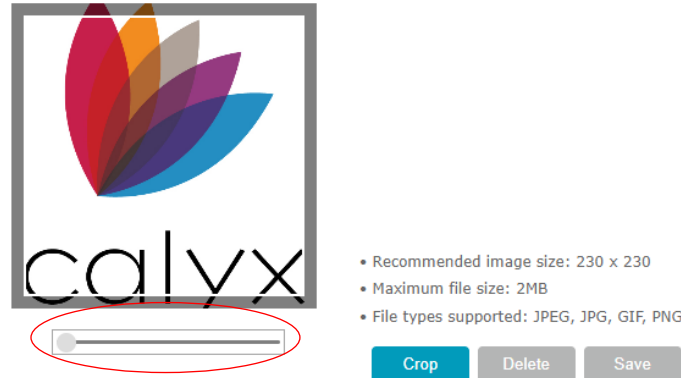 calyx
• Recommended image size: 230 x 230
• Maximum file size: 2MB
• File types supported: JPEG, JPG, GIF, PNG
Crop Delete Save